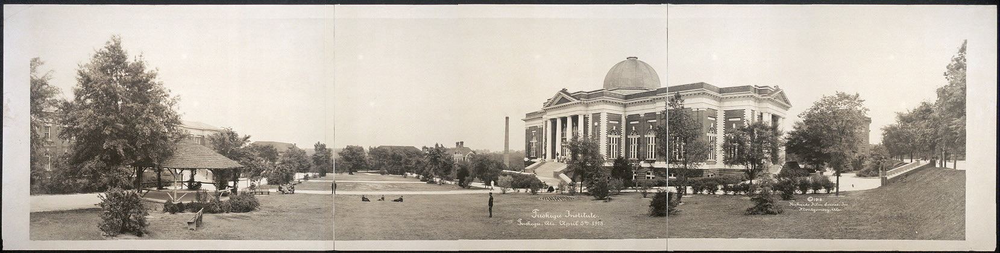 Tuskegee Institute.
Tuskegee, Ala. April 5th 1918.
©1918.
Richards Film Service, Inc.
Montgomery, Ala.